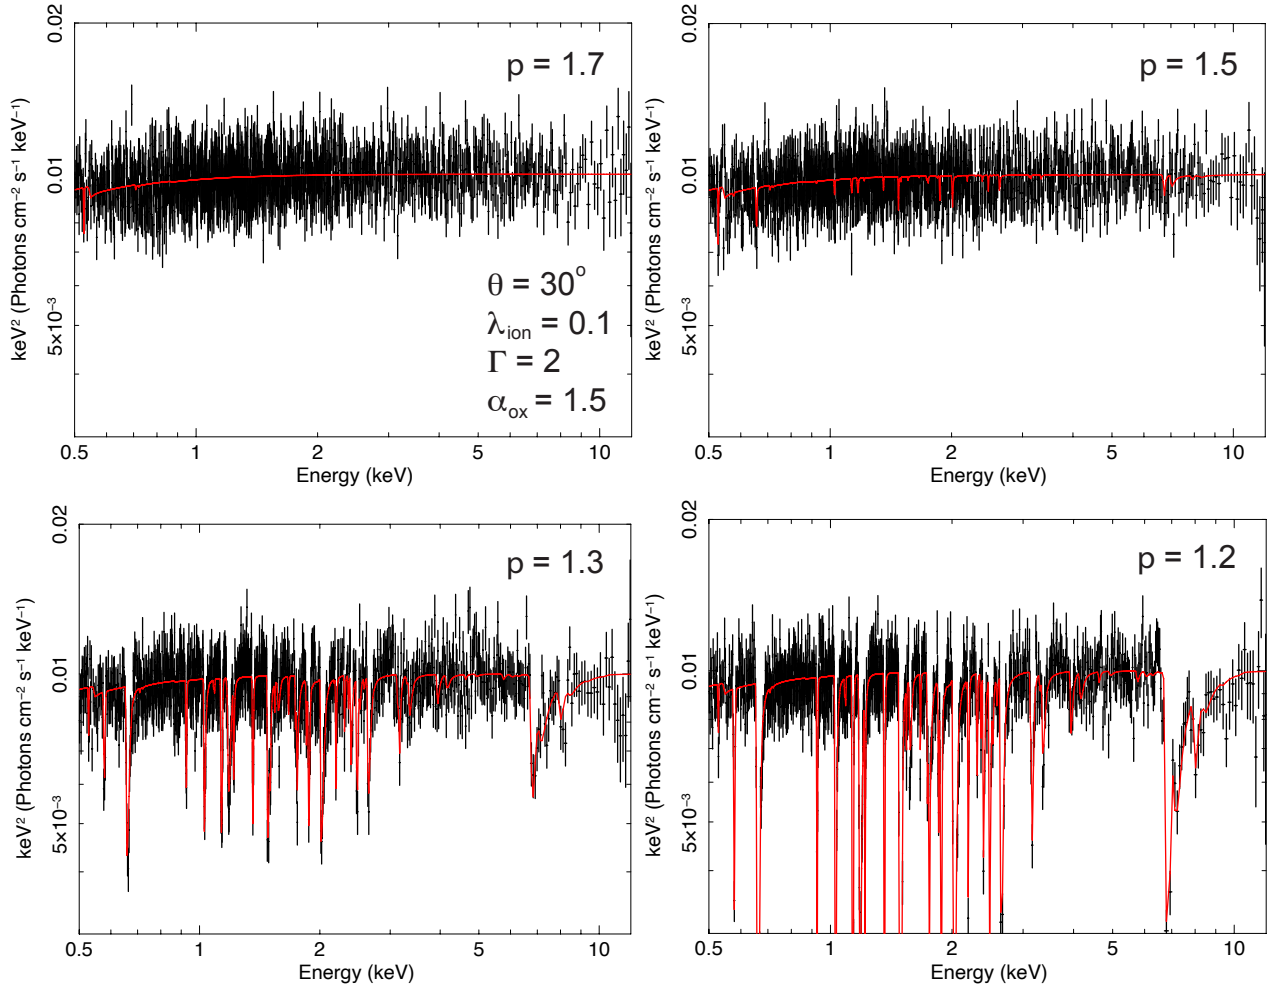 0.02
0.01
5×10⁻³
keV² (Photons cm⁻² s⁻¹ keV⁻¹)
p = 1.7
θ = 30°
λion = 0.1
Γ = 2
αox = 1.5
0.5 1 2 5 10
Energy (keV)
0.02
0.01
5×10⁻³
keV² (Photons cm⁻² s⁻¹ keV⁻¹)
p = 1.5
0.5 1 2 5 10
Energy (keV)
0.02
0.01
5×10⁻³
keV² (Photons cm⁻² s⁻¹ keV⁻¹)
p = 1.3
0.5 1 2 5 10
Energy (keV)
0.02
0.01
5×10⁻³
keV² (Photons cm⁻² s⁻¹ keV⁻¹)
p = 1.2
0.5 1 2 5 10
Energy (keV)